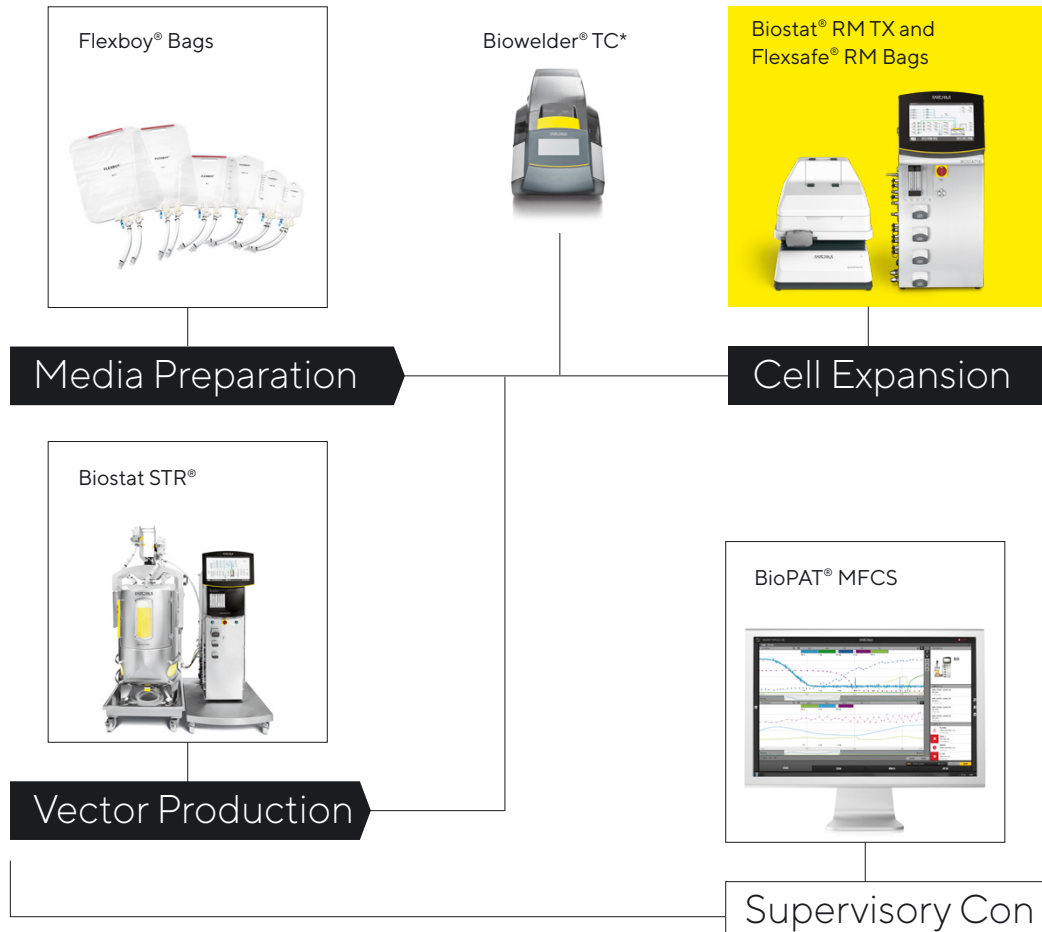 Flexboy® Bags
Biowelder® TC*
Biostat® RM TX and
Flexsafe® RM Bags
Media Preparation
Cell Expansion
Biostat STR®
BioPAT® MFCS
Vector Production
Supervisory Con